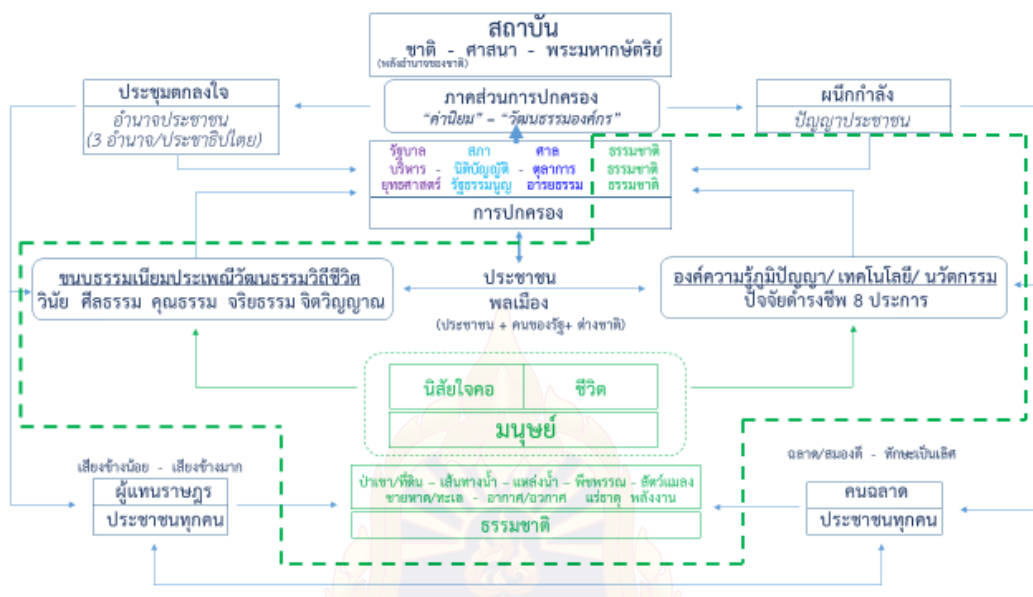 สถาบัน
ชาติ - ศาสนา - พระมหากษัตริย์
(พลังอำนาจของชาติ)
ประชุมตกลงใจ
อำนาจประชาชน
(3 อำนาจ/ประชาธิปไตย)
ภาคส่วนการปกครอง
“ค่านิยม” – “วัฒนธรรมองค์กร”
ผนึกกำลัง
ปัญญาประชาชน
รัฐบาล สภา ศาล ธรรมชาติ
บริหาร - นิติบัญญัติ - ตุลาการ ธรรมชาติ
ยุทธศาสตร์ รัฐธรรมนูญ อารยธรรม ธรรมชาติ
การปกครอง
ขนบธรรมเนียมประเพณีวัฒนธรรมวิถีชีวิต
วินัย ศีลธรรม คุณธรรม จริยธรรม จิตวิญญาณ
ประชาชน
พลเมือง
(ประชาชน + คนของรัฐ+ ต่างชาติ)
องค์ความรู้ภูมิปัญญา/ เทคโนโลยี/ นวัตกรรม
ปัจจัยดำรงชีพ 8 ประการ
นิสัยใจคอ ชีวิต
มนุษย์
เสียงข้างน้อย - เสียงข้างมาก
ผู้แทนราษฎร
ประชาชนทุกคน
ป่าเขา/ที่ดิน – เส้นทางน้ำ – แหล่งน้ำ – พืชพรรณ - สัตว์แมลง
ชายหาด/ทะเล - อากาศ/อวกาศ แร่ธาตุ พลังงาน
ธรรมชาติ
ฉลาด/สมองดี - ทักษะเป็นเลิศ
คนฉลาด
ประชาชนทุกคน